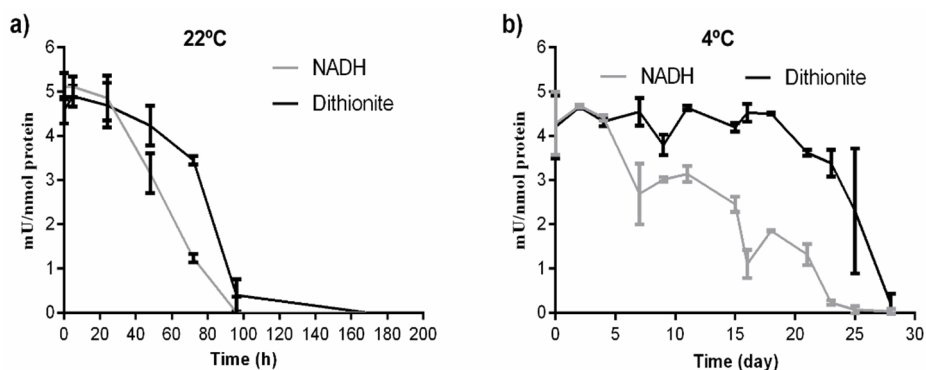 a)
22ºC
NADH
Dithionite
mU/nmol protein
6
5
4
3
2
1
0
0 20 40 60 80 100 120 140 160 180 200
Time (h)
b)
4ºC
NADH Dithionite
mU/nmol protein
6
5
4
3
2
1
0
0 5 10 15 20 25 30
Time (day)